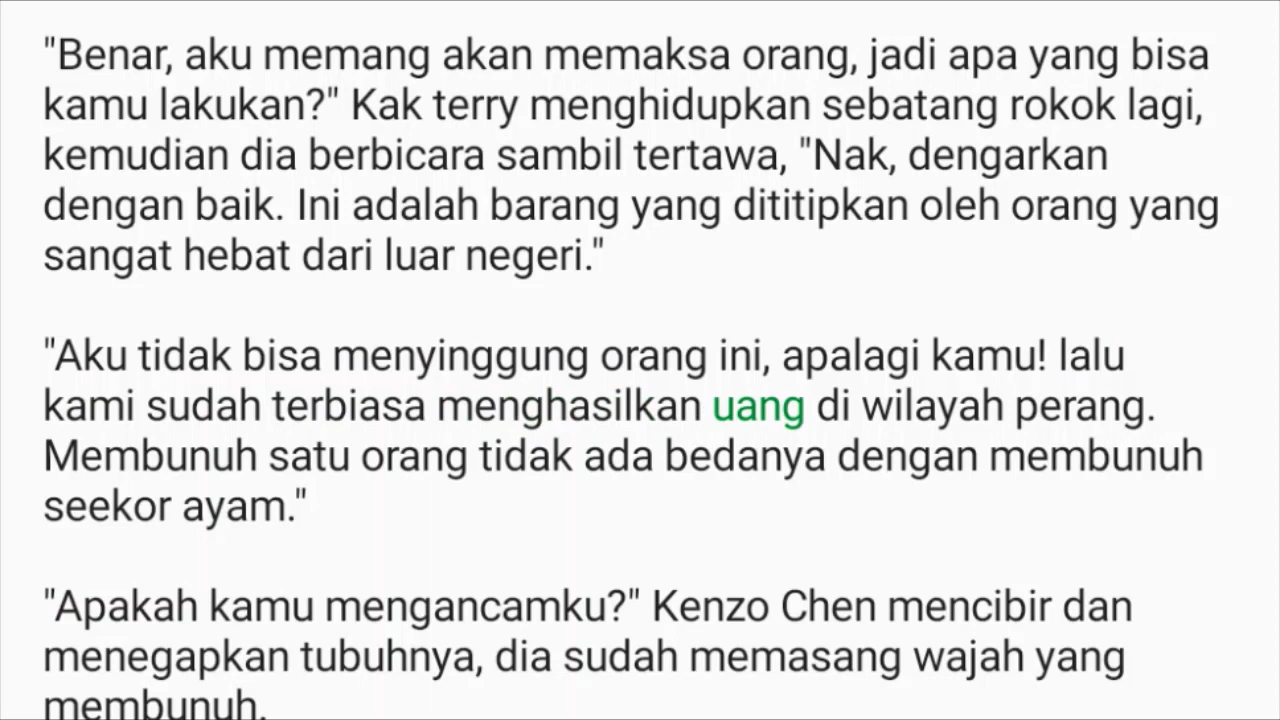 "Benar, aku memang akan memaksa orang, jadi apa yang bisa
kamu lakukan?" Kak terry menghidupkan sebatang rokok lagi,
kemudian dia berbicara sambil tertawa, "Nak, dengarkan
dengan baik. Ini adalah barang yang dititipkan oleh orang yang
sangat hebat dari luar negeri."
"Aku tidak bisa menyinggung orang ini, apalagi kamu! lalu
kami sudah terbiasa menghasilkan uang di wilayah perang.
Membunuh satu orang tidak ada bedanya dengan membunuh
seekor ayam."
"Apakah kamu mengancamku?" Kenzo Chen mencibir dan
menegapkan tubuhnya, dia sudah memasang wajah yang
membunuh.